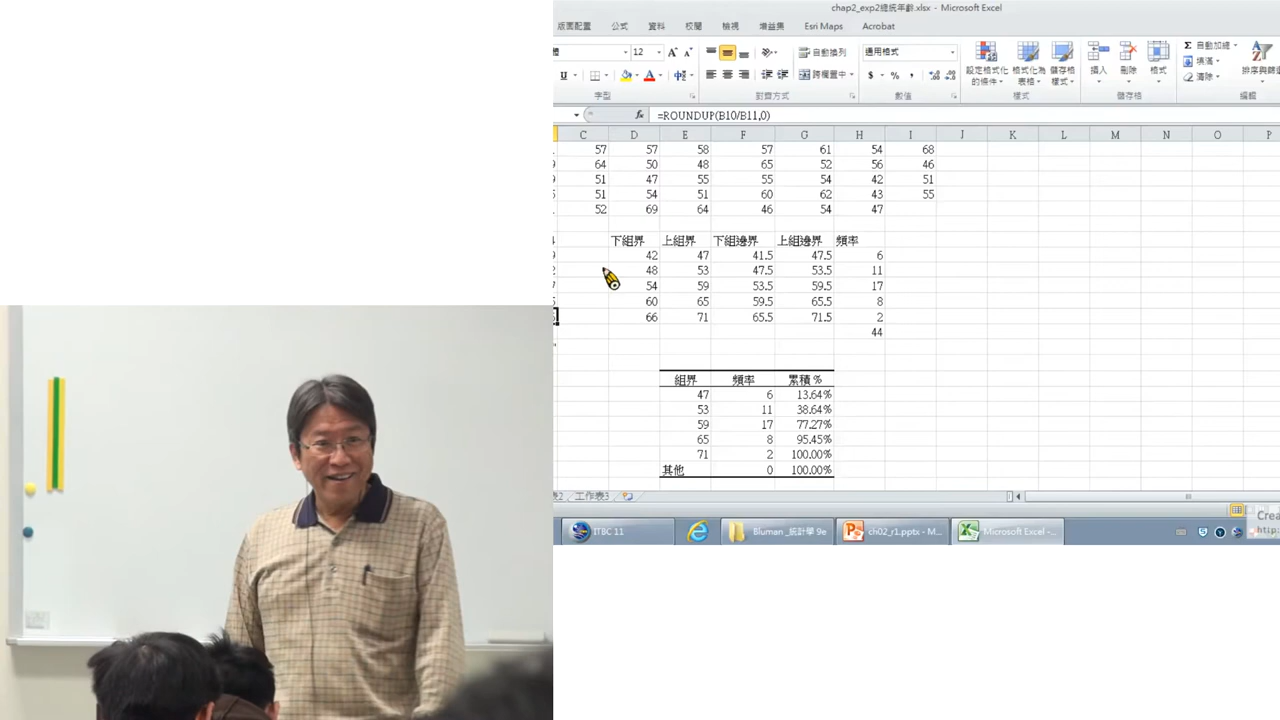 chap2_exp2總統年齡.xlsx - Microsoft Excel
版面配置 公式 資料 校閱 檢視 增益集 Esri Maps Acrobat
12 A A 自動換列 通用格式 設定格式化的條件 格式化為表格 儲存格樣式 插入 刪除 格式 Σ 自動加總 填滿 清除 排序與篩選
U A 跨欄置中 $ % ,
字型 對齊方式 數值 樣式 儲存格 編輯
fx =ROUNDUP(B10/B11,0)
C D E F G H I J K L M N O P
57 57 58 57 61 54 68
64 50 48 65 52 56 46
51 47 55 55 54 42 51
51 54 51 60 62 43 55
52 69 64 46 54 47
下組界 上組界 下組邊界 上組邊界 頻率
42 47 41.5 47.5 6
48 53 47.5 53.5 11
54 59 53.5 59.5 17
60 65 59.5 65.5 8
66 71 65.5 71.5 2
44
組界 頻率 累積 %
47 6 13.64%
53 11 38.64%
59 17 77.27%
65 8 95.45%
71 2 100.00%
其他 0 100.00%
工作表3
ITBC 11 Bluman _統計學 9e ch02_r1.pptx - M... Microsoft Excel -...
Crea
http: